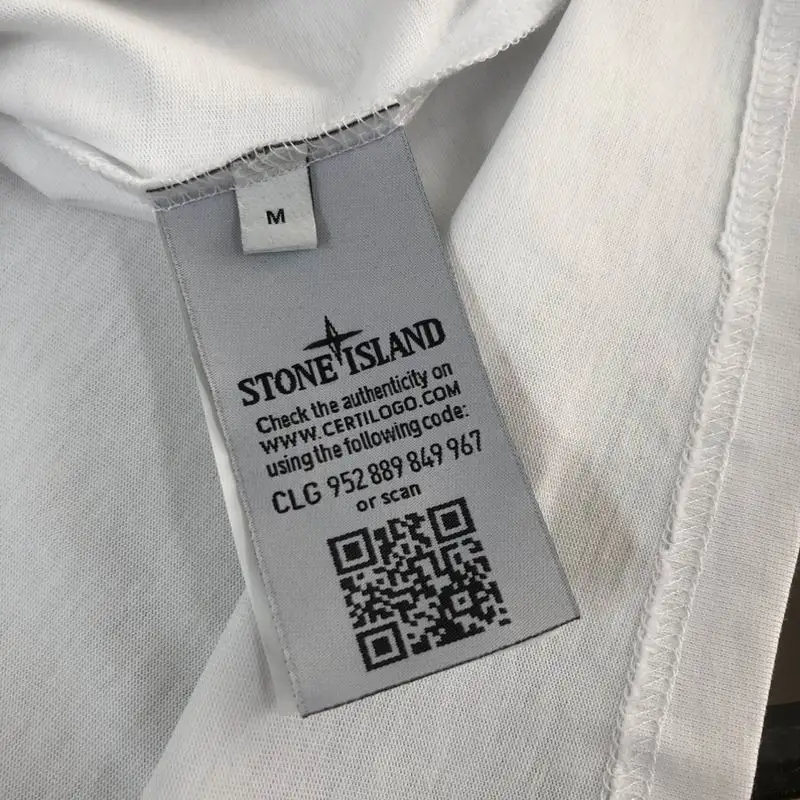 M
STONE ISLAND
Check the authenticity on
WWW.CERTILOGO.COM
using the following code:
CLG 952 889 849 967
or scan